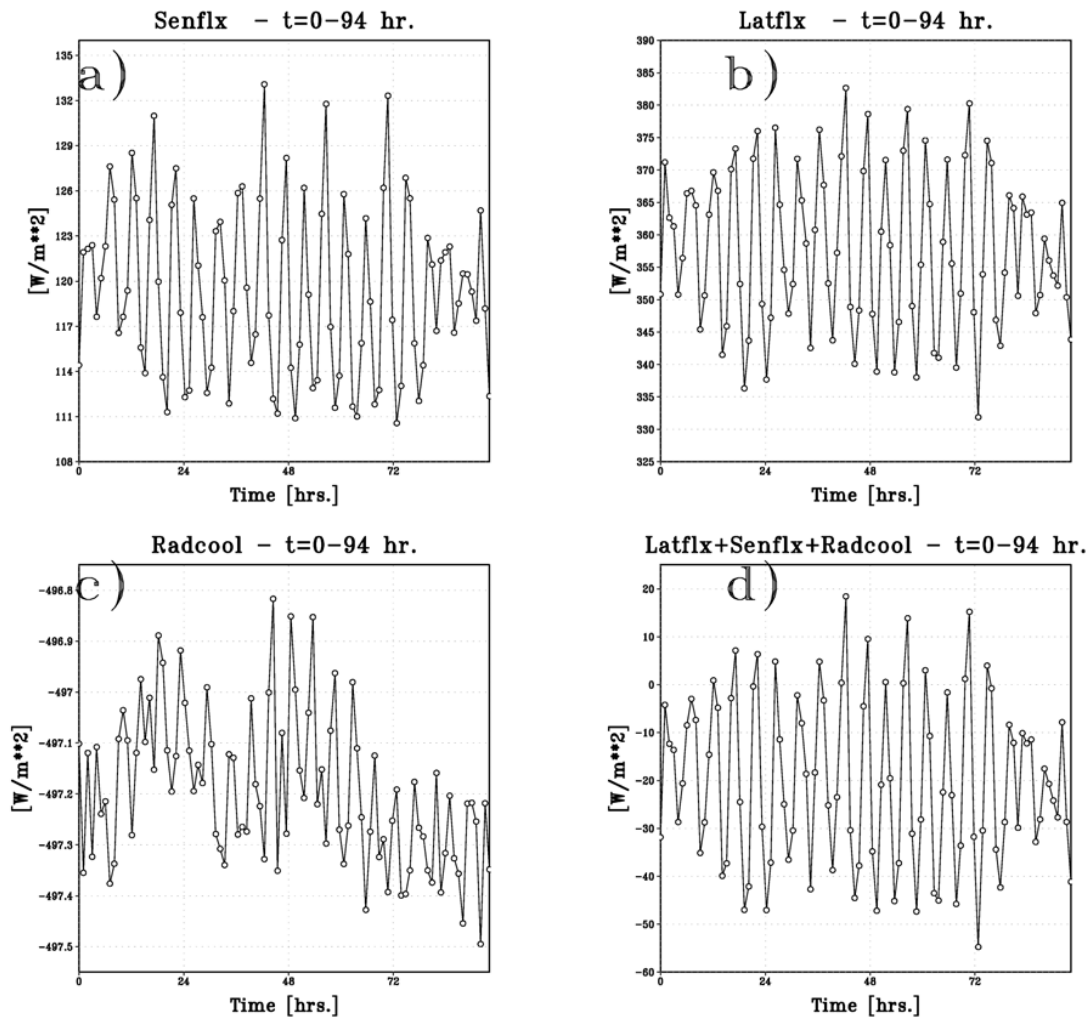 Senflx - t=0-94 hr.
a)
136
132
129
126
123
120
117
114
111
108
[W/m**2]
0 24 48 72
Time [hrs.]
Latflx - t=0-94 hr.
b)
390
385
380
375
370
365
360
355
350
345
340
335
330
325
[W/m**2]
0 24 48 72
Time [hrs.]
Radcool - t=0-94 hr.
c)
-496.8
-496.9
-497
-497.1
-497.2
-497.3
-497.4
-497.5
[W/m**2]
0 24 48 72
Time [hrs.]
Latflx+Senflx+Radcool - t=0-94 hr.
d)
20
10
0
-10
-20
-30
-40
-50
-60
[W/m**2]
0 24 48 72
Time [hrs.]